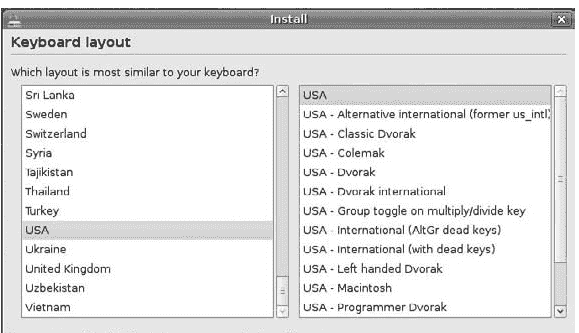 Install
Keyboard layout
Which layout is most similar to your keyboard?
Sri Lanka
Sweden
Switzerland
Syria
Tajikistan
Thailand
Turkey
USA
Ukraine
United Kingdom
Uzbekistan
Vietnam
USA
USA - Alternative international (former us_intl)
USA - Classic Dvorak
USA - Colemak
USA - Dvorak
USA - Dvorak international
USA - Group toggle on multiply/divide key
USA - International (AltGr dead keys)
USA - International (with dead keys)
USA - Left handed Dvorak
USA - Macintosh
USA - Programmer Dvorak